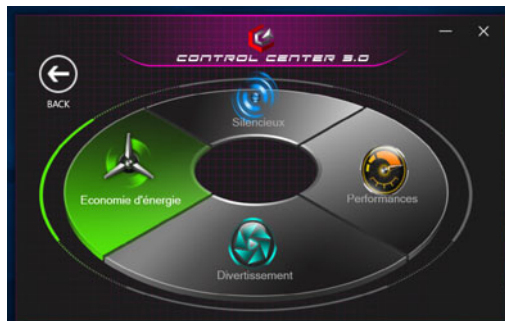 CONTROL CENTER 3.0
BACK
Silencieux
Economie d'énergie
Performances
Divertissement